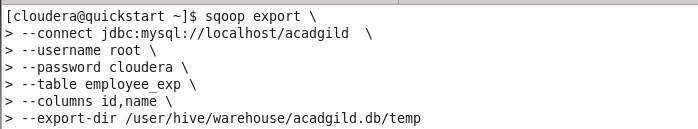 [cloudera@quickstart ~]$ sqoop export \
> --connect jdbc:mysql://localhost/acadgild  \
> --username root \
> --password cloudera \
> --table employee_exp \
> --columns id,name \
> --export-dir /user/hive/warehouse/acadgild.db/temp